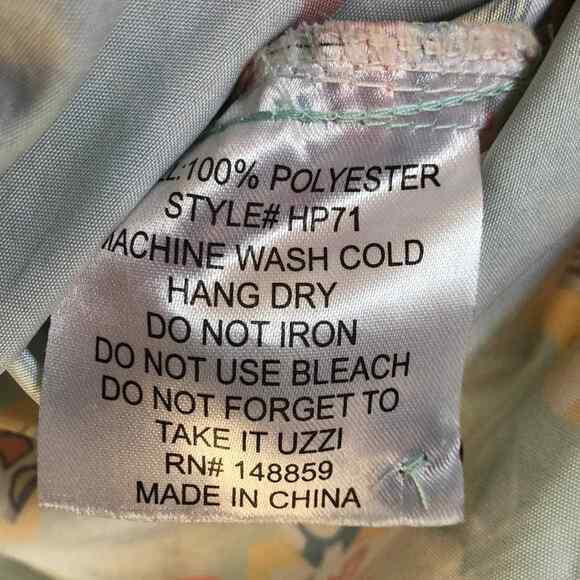 LL:100% POLYESTER
STYLE# HP71
MACHINE WASH COLD
HANG DRY
DO NOT IRON
DO NOT USE BLEACH
DO NOT FORGET TO
TAKE IT UZZI
RN# 148859
MADE IN CHINA